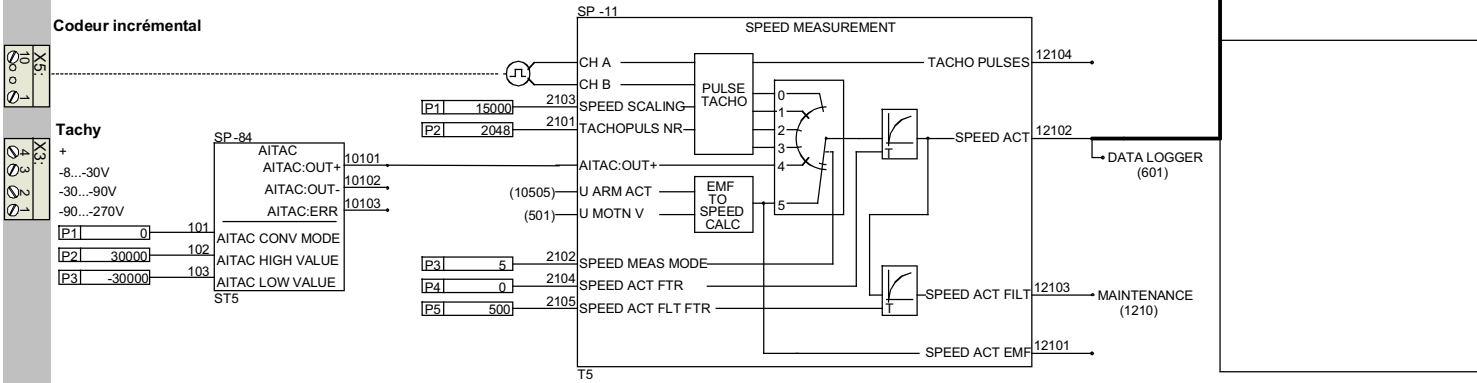 Codeur incrémental
X5:
10
1
Tachy
X3:
4
3
2
1
+
-8...-30V
-30...-90V
-90...-270V
SP -84
AITAC
AITAC:OUT+
10101
AITAC:OUT-
10102
AITAC:ERR
10103
P1 0 101 AITAC CONV MODE
P2 30000 102 AITAC HIGH VALUE
P3 -30000 103 AITAC LOW VALUE
ST5
SP -11
SPEED MEASUREMENT
CH A
CH B
P1 15000 2103 SPEED SCALING
P2 2048 2101 TACHOPULS NR
PULSE
TACHO
0
1
2
3
4
5
AITAC:OUT+
(10505) U ARM ACT
(501) U MOTN V
EMF
TO
SPEED
CALC
P3 5 2102 SPEED MEAS MODE
P4 0 2104 SPEED ACT FTR
P5 500 2105 SPEED ACT FLT FTR
T
T
TACHO PULSES 12104
SPEED ACT 12102
DATA LOGGER
(601)
SPEED ACT FILT 12103
MAINTENANCE
(1210)
SPEED ACT EMF 12101
T5